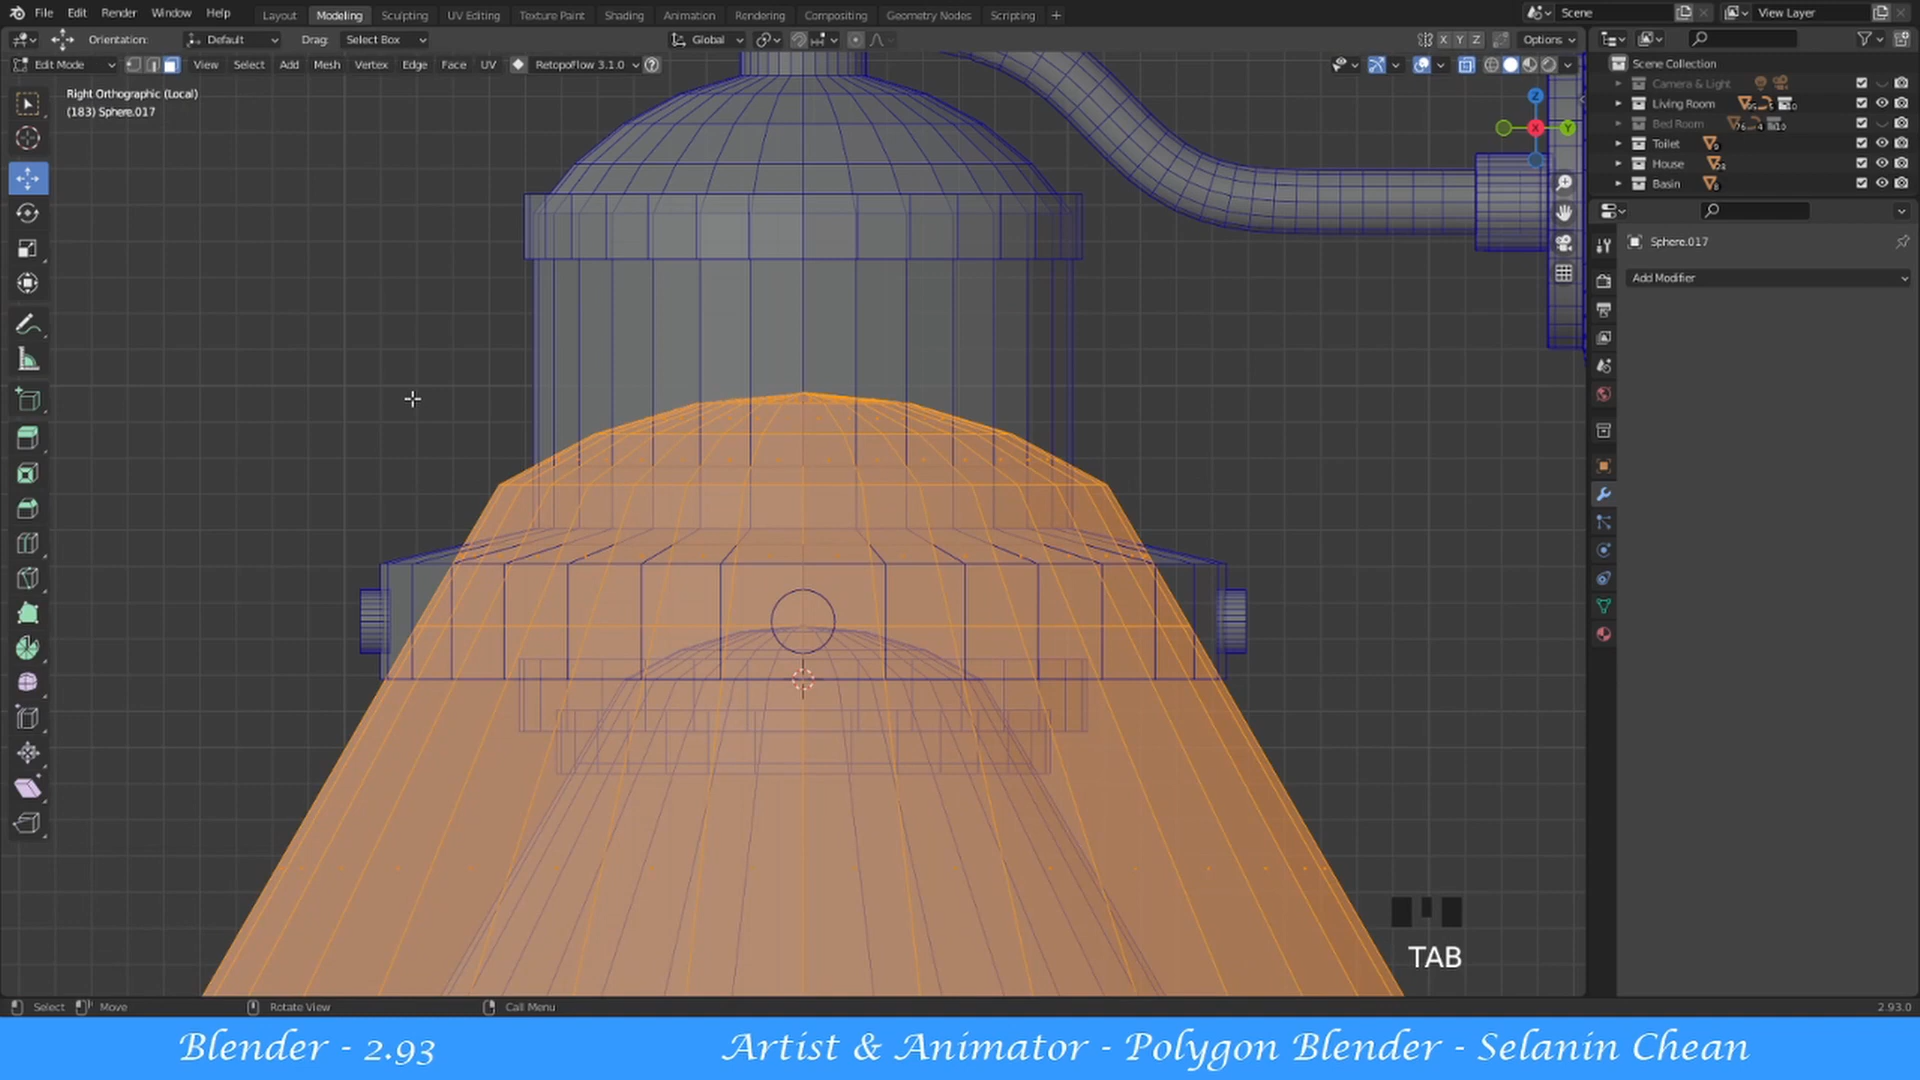 File Edit Render Window Help Layout Modeling Sculpting UV Editing Texture Paint Shading Animation Rendering Compositing Geometry Nodes Scripting + Scene View Layer
Orientation: Default Drag: Select Box Global X Y Z Options
Edit Mode View Select Add Mesh Vertex Edge Face UV RetopoFlow 3.1.0
Scene Collection
Camera & Light
Living Room
Bed Room
Toilet
House
Basin
Right Orthographic (Local)
(183) Sphere.017
Z
X
Y
Sphere.017
Add Modifier
TAB
Select Move Rotate View Call Menu 2.93.0
Blender - 2.93 Artist & Animator - Polygon Blender - Selanin Chean